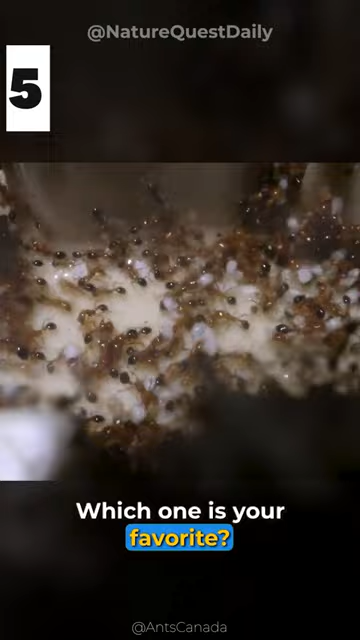 @NatureQuestDaily
5
Which one is your
favorite?
@AntsCanada